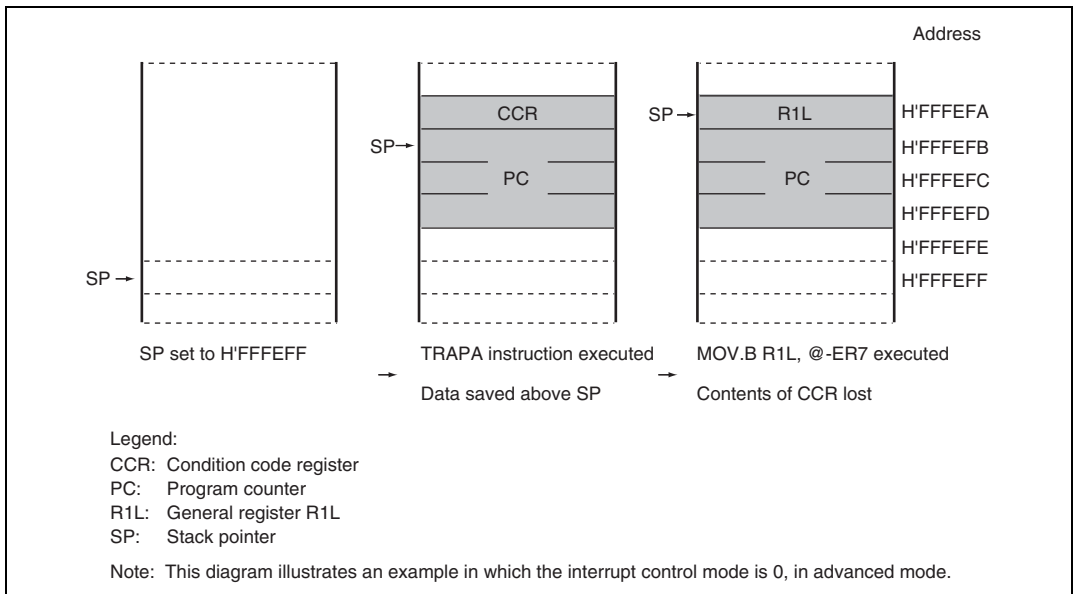 Address
CCR
SP
R1L
H'FFFEFA
SP
H'FFFEFB
PC
PC
H'FFFEFC
H'FFFEFD
H'FFFEFE
SP
H'FFFEFF
SP set to H'FFFEFF
TRAPA instruction executed
MOV.B R1L, @-ER7 executed
→
Data saved above SP
→
Contents of CCR lost
Legend:
CCR: Condition code register
PC: Program counter
R1L: General register R1L
SP: Stack pointer
Note: This diagram illustrates an example in which the interrupt control mode is 0, in advanced mode.